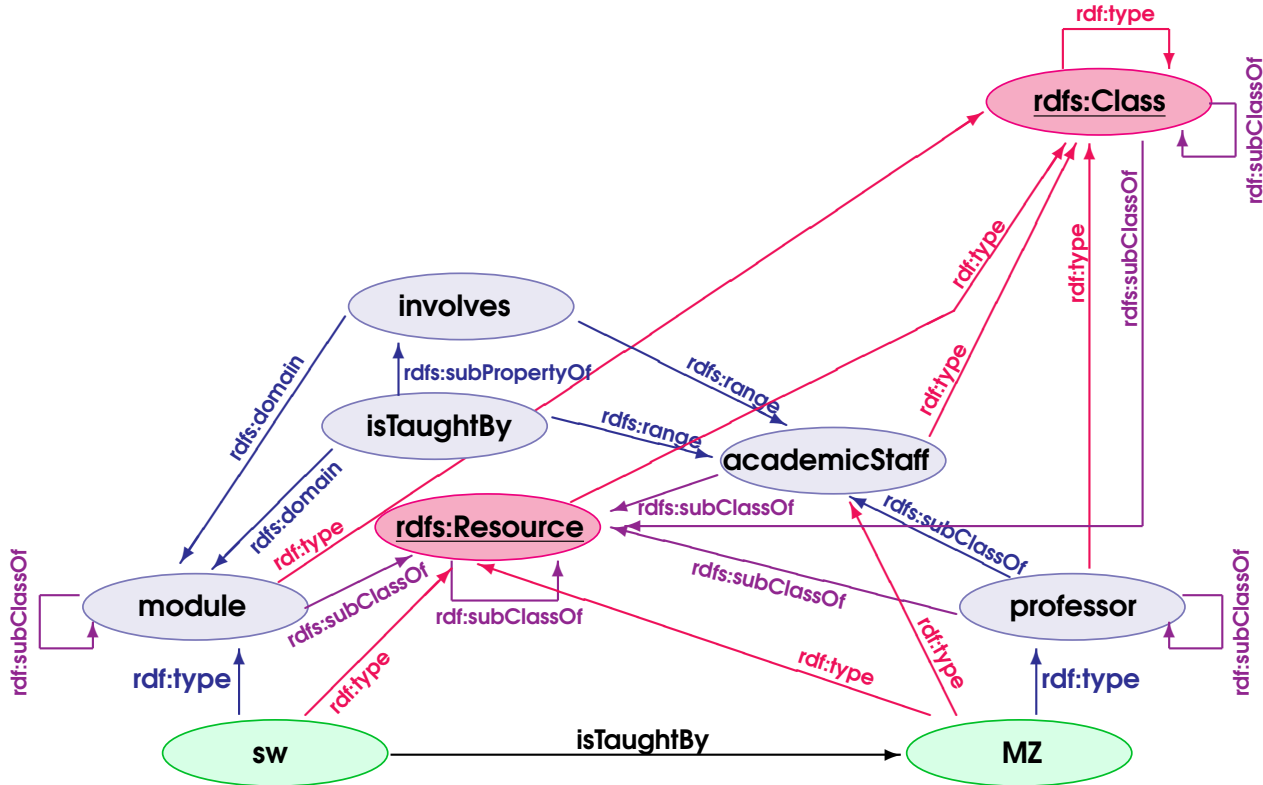 rdf:type
rdfs:Class
rdf:subClassOf
rdf:type
rdf:type
rdfs:subClassOf
involves
rdfs:domain
rdfs:subPropertyOf
rdfs:range
rdf:type
isTaughtBy
rdfs:range
academicStaff
rdfs:domain
rdf:type
rdfs:subClassOf
rdfs:Resource
rdfs:subClassOf
rdf:subClassOf
module
rdfs:subClassOf
rdf:subClassOf
rdfs:subClassOf
professor
rdf:subClassOf
rdf:type
rdf:type
rdf:type
rdf:type
rdf:type
sw
isTaughtBy
MZ